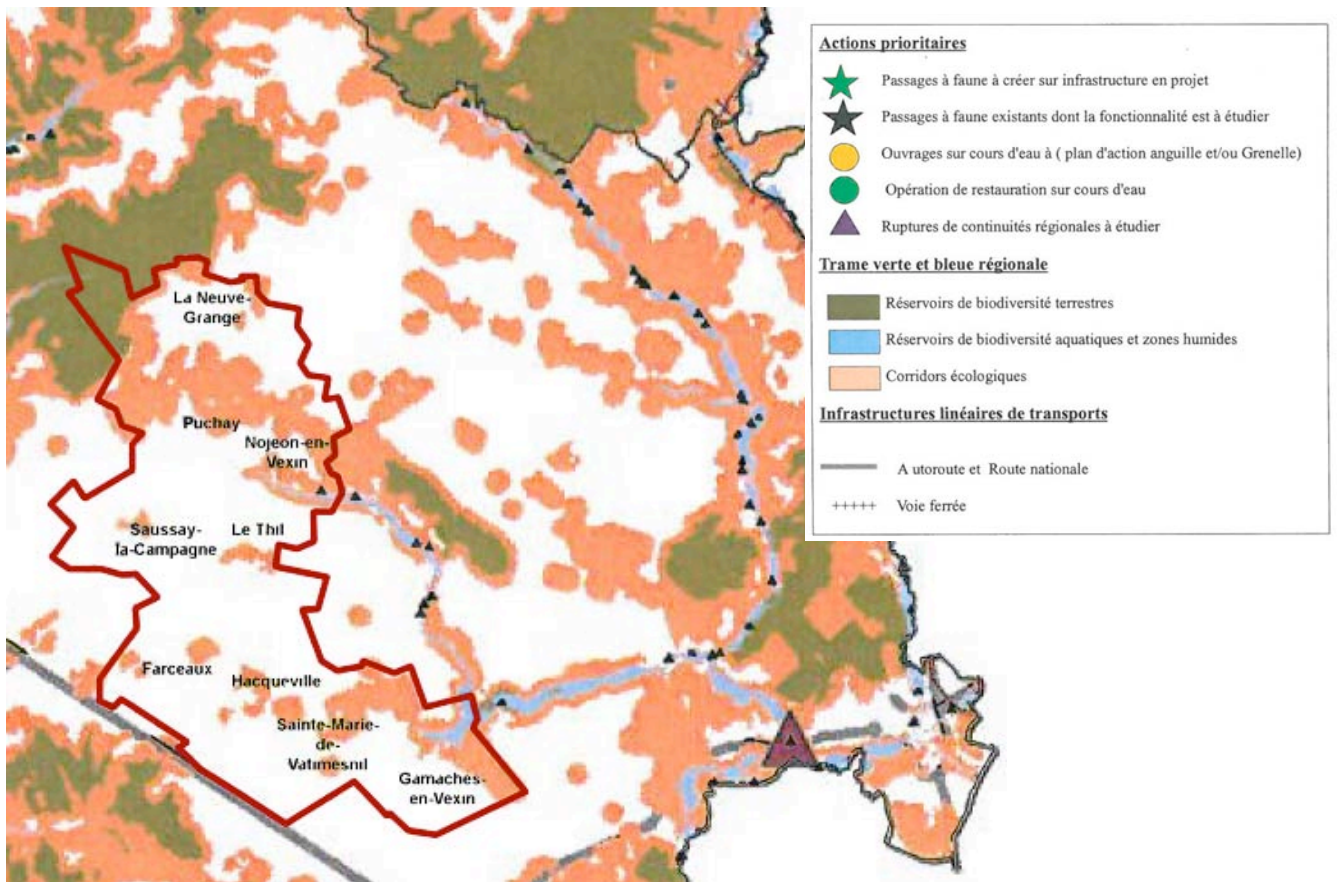 La Neuve-
Grange
Puchay
Nojeon-en-
Vexin
Saussay-
la-Campagne
Le Thil
Farceaux
Hacqueville
Sainte-Marie-
de-
Vatimesnil
Gamaches-
en-Vexin
Actions prioritaires
Passages à faune à créer sur infrastructure en projet
Passages à faune existants dont la fonctionnalité est à étudier
Ouvrages sur cours d'eau à ( plan d'action anguille et/ou Grenelle)
Opération de restauration sur cours d'eau
Ruptures de continuités régionales à étudier
Trame verte et bleue régionale
Réservoirs de biodiversité terrestres
Réservoirs de biodiversité aquatiques et zones humides
Corridors écologiques
Infrastructures linéaires de transports
A utoroute et Route nationale
Voie ferrée